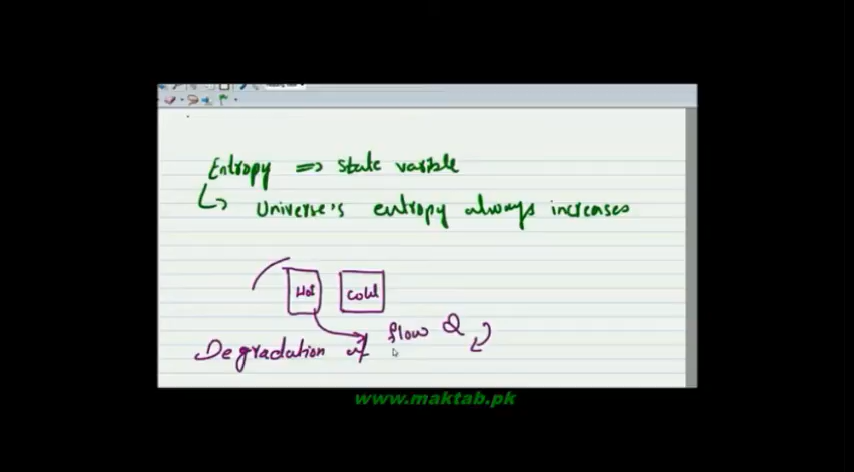 Entropy => state variable
Universe's entropy always increases
Hot Cold
flow Q
Degradation of
www.maktab.pk